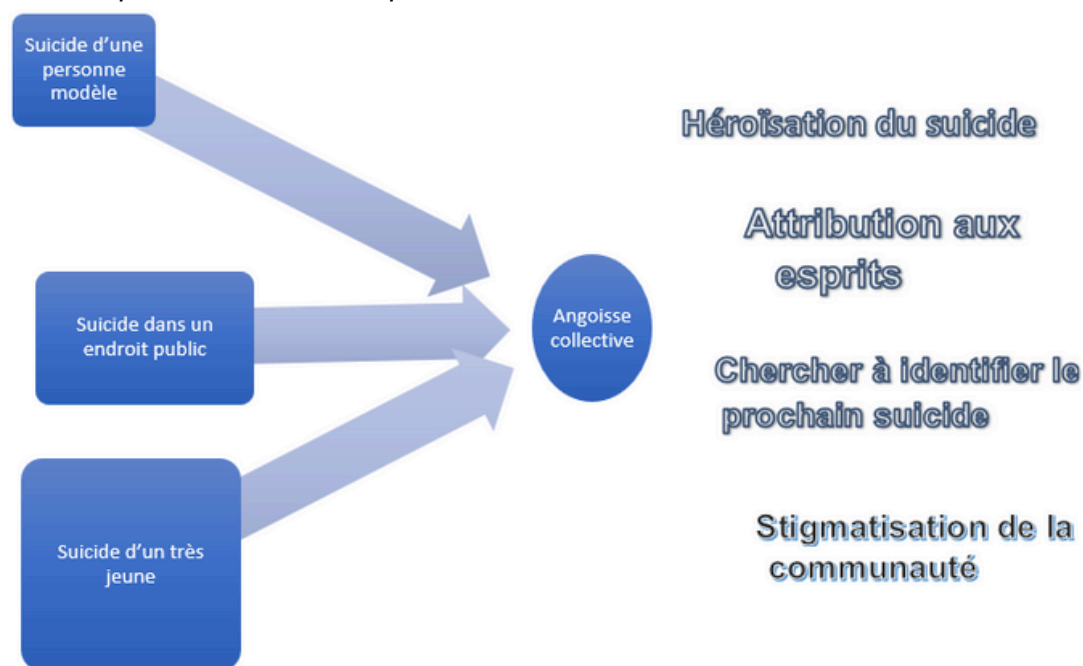 Suicide d’une
personne
modèle
Héroïsation du suicide
Attribution aux
esprits
Suicide dans un
endroit public
Angoisse
collective
Chercher à identifier le
prochain suicide
Suicide d’un très
jeune
Stigmatisation de la
communauté